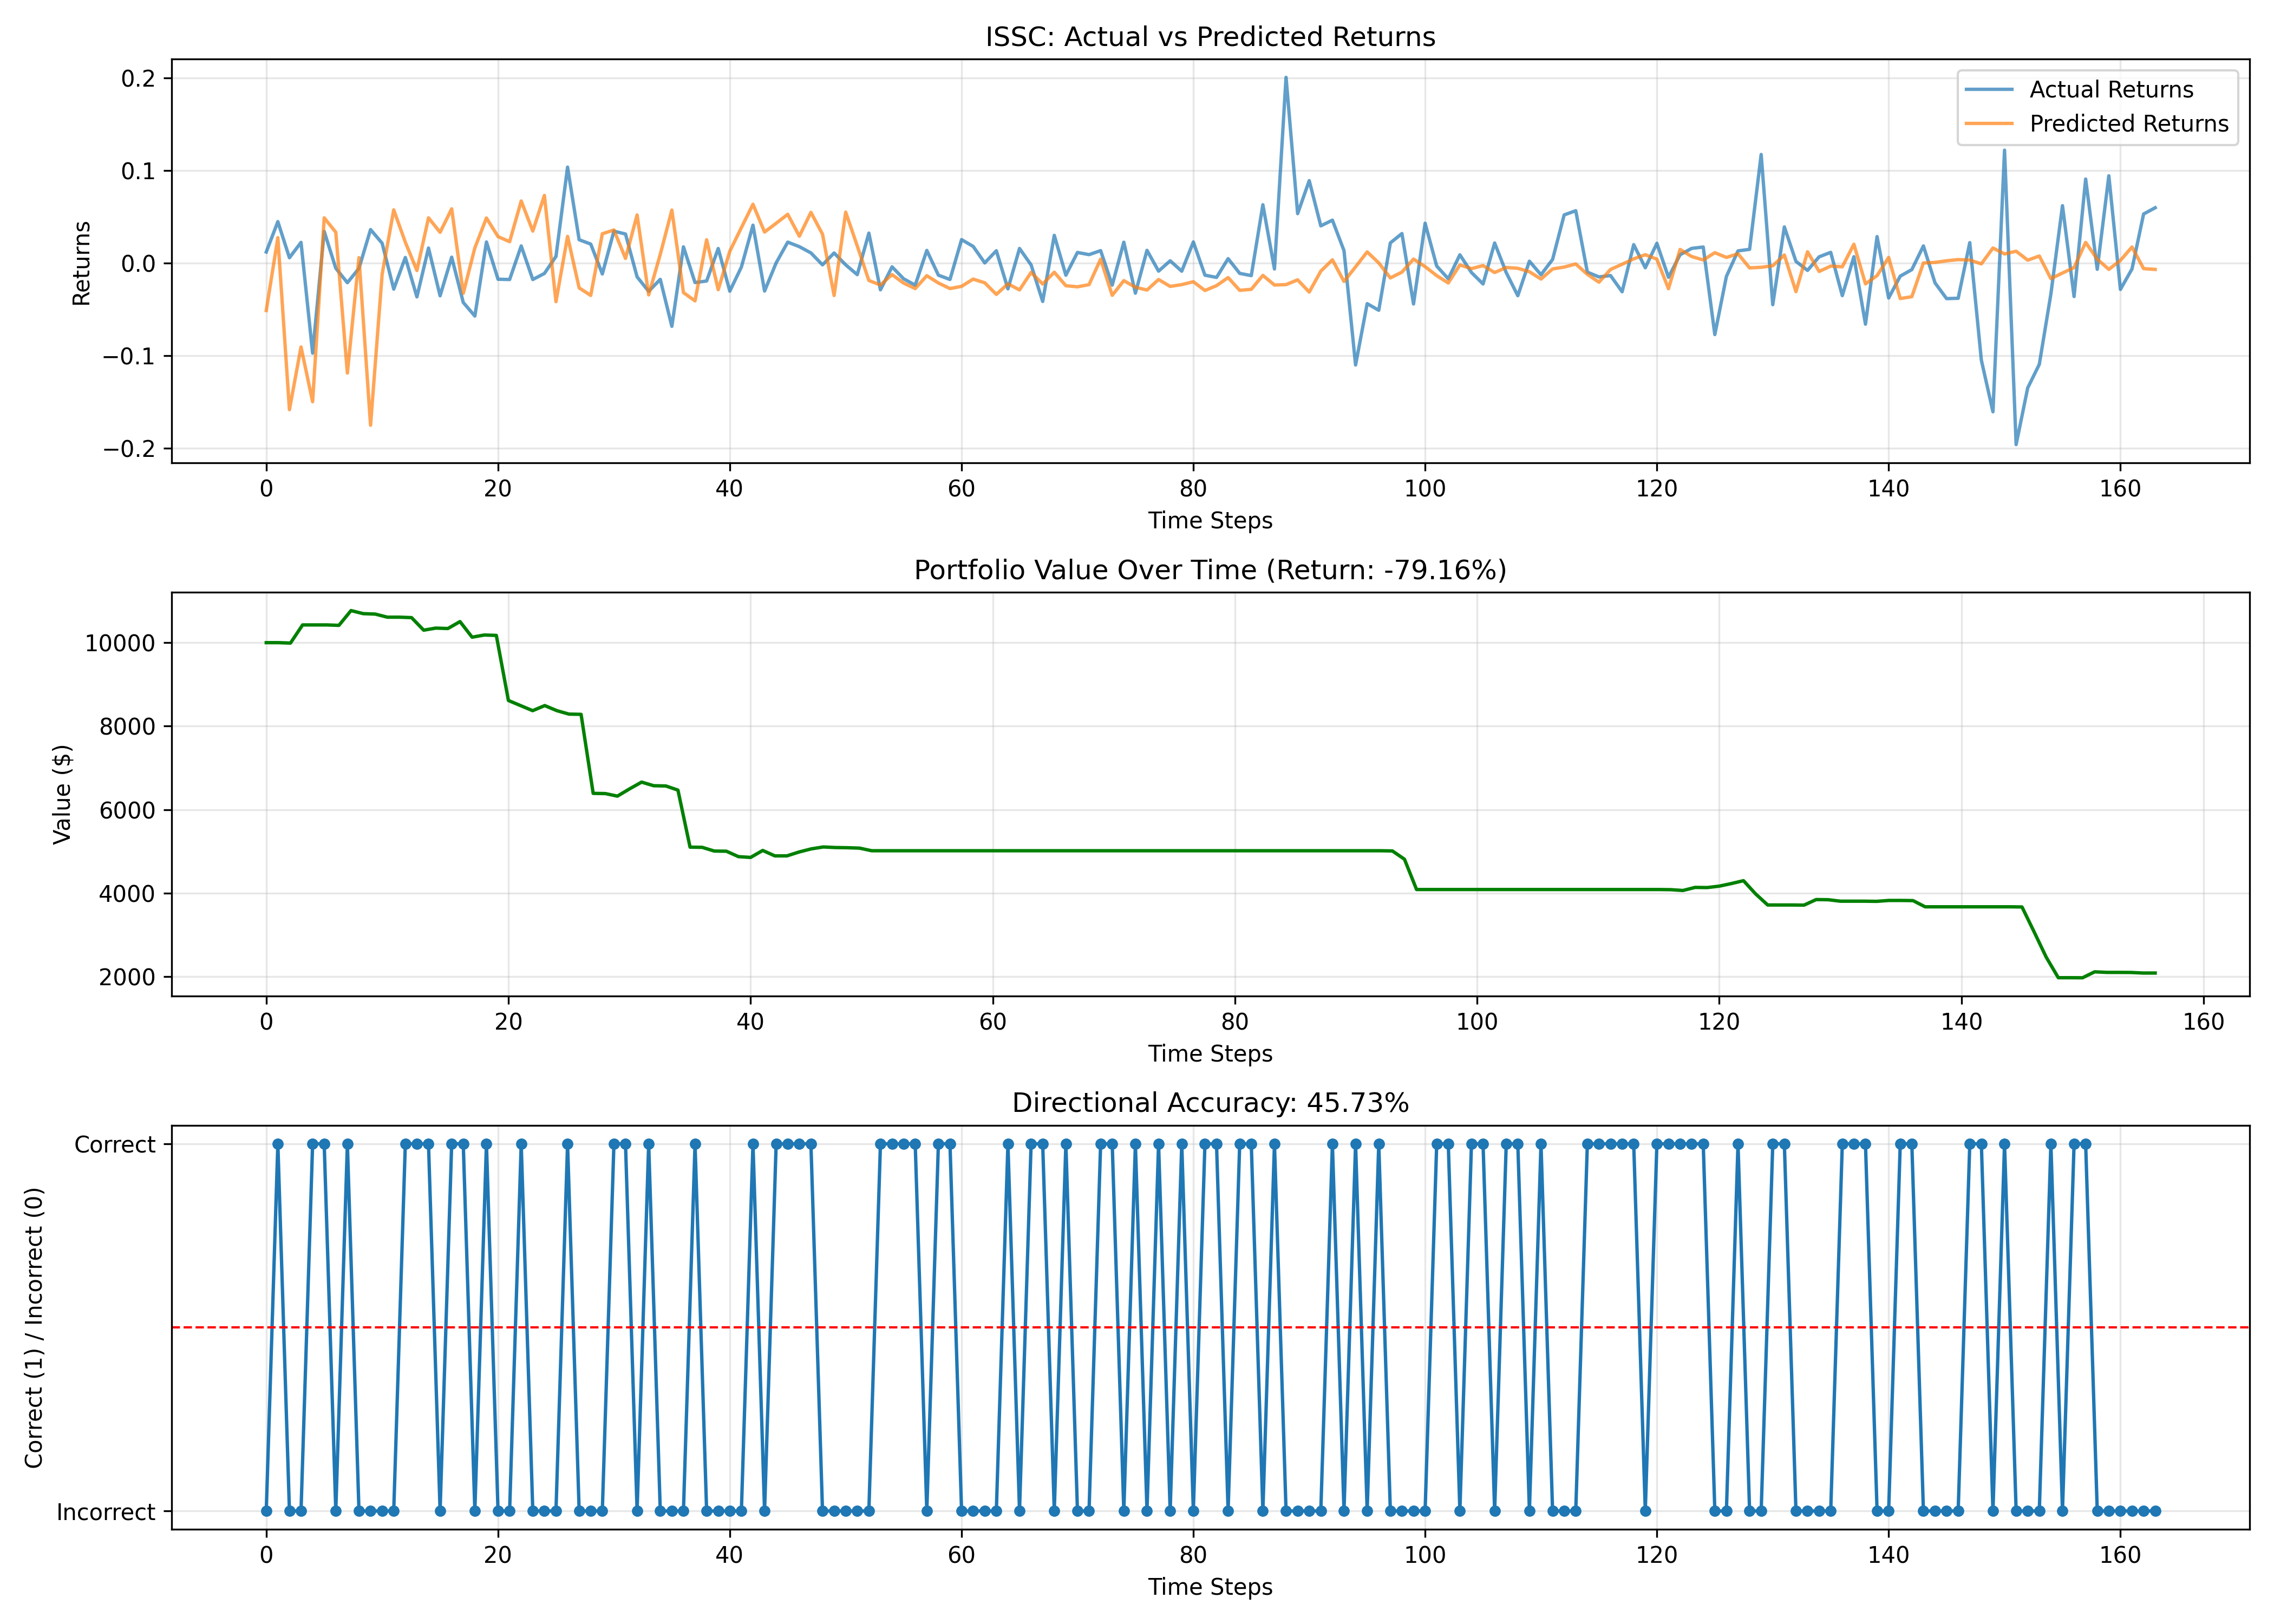 ISSC: Actual vs Predicted Returns
Returns
0.2
0.1
0.0
−0.1
−0.2
Actual Returns
Predicted Returns
0 20 40 60 80 100 120 140 160
Time Steps
Portfolio Value Over Time (Return: -79.16%)
Value ($)
10000
8000
6000
4000
2000
0 20 40 60 80 100 120 140 160
Time Steps
Directional Accuracy: 45.73%
Correct (1) / Incorrect (0)
Correct
Incorrect
0 20 40 60 80 100 120 140 160
Time Steps